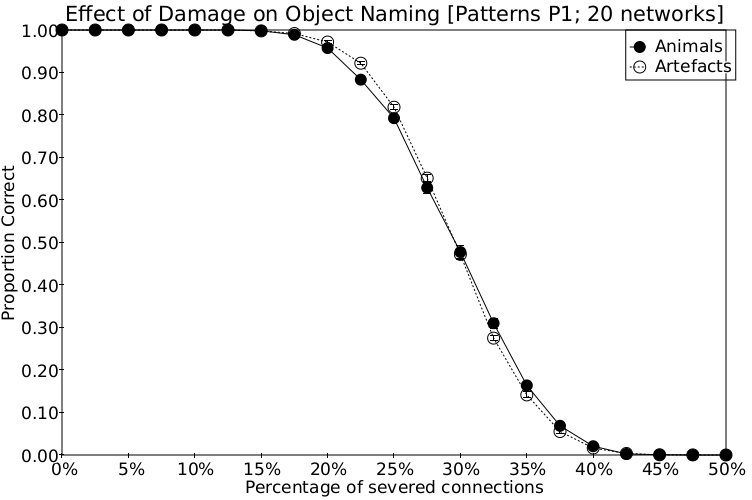 Effect of Damage on Object Naming [Patterns P1; 20 networks]
Animals
Artefacts
Proportion Correct
1.00
0.90
0.80
0.70
0.60
0.50
0.40
0.30
0.20
0.10
0.00
0% 5% 10% 15% 20% 25% 30% 35% 40% 45% 50%
Percentage of severed connections